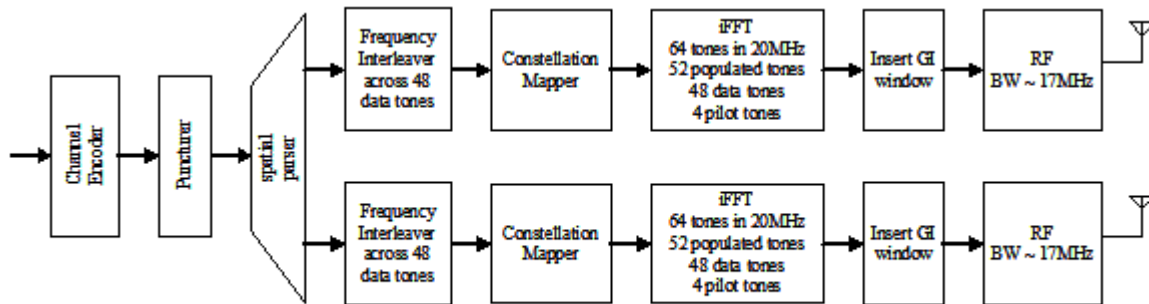 Channel
Encoder
Puncturer
spatial
parser
Frequency
Interleaver
across 48
data tones
Constellation
Mapper
iFFT
64 tones in 20MHz
52 populated tones
48 data tones
4 pilot tones
Insert GI
window
RF
BW ~ 17MHz
Frequency
Interleaver
across 48
data tones
Constellation
Mapper
iFFT
64 tones in 20MHz
52 populated tones
48 data tones
4 pilot tones
Insert GI
window
RF
BW ~ 17MHz